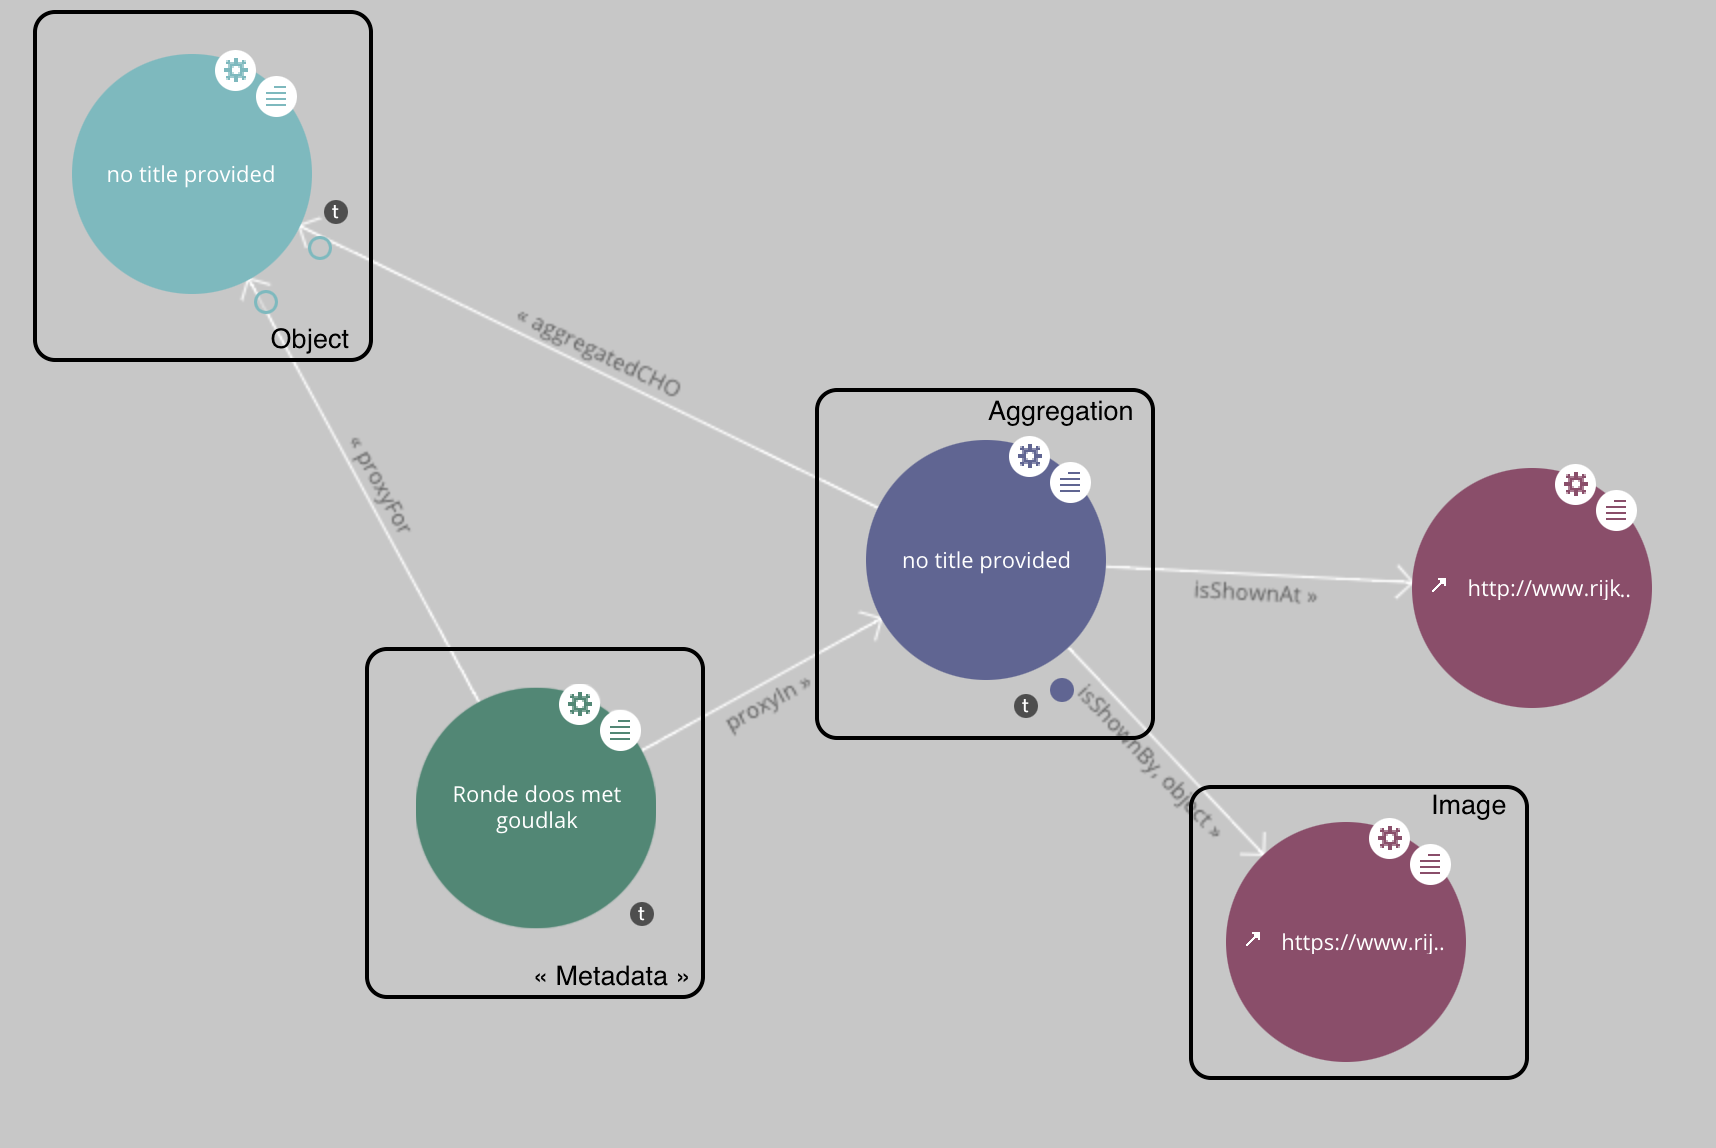 no title provided
t
Object
« aggregatedCHO
« proxyFor
Aggregation
no title provided
isShownAt »
http://www.rijk..
proxyIn »
t
isShownBy, object »
Ronde doos met
goudlak
t
« Metadata »
Image
https://www.rij..